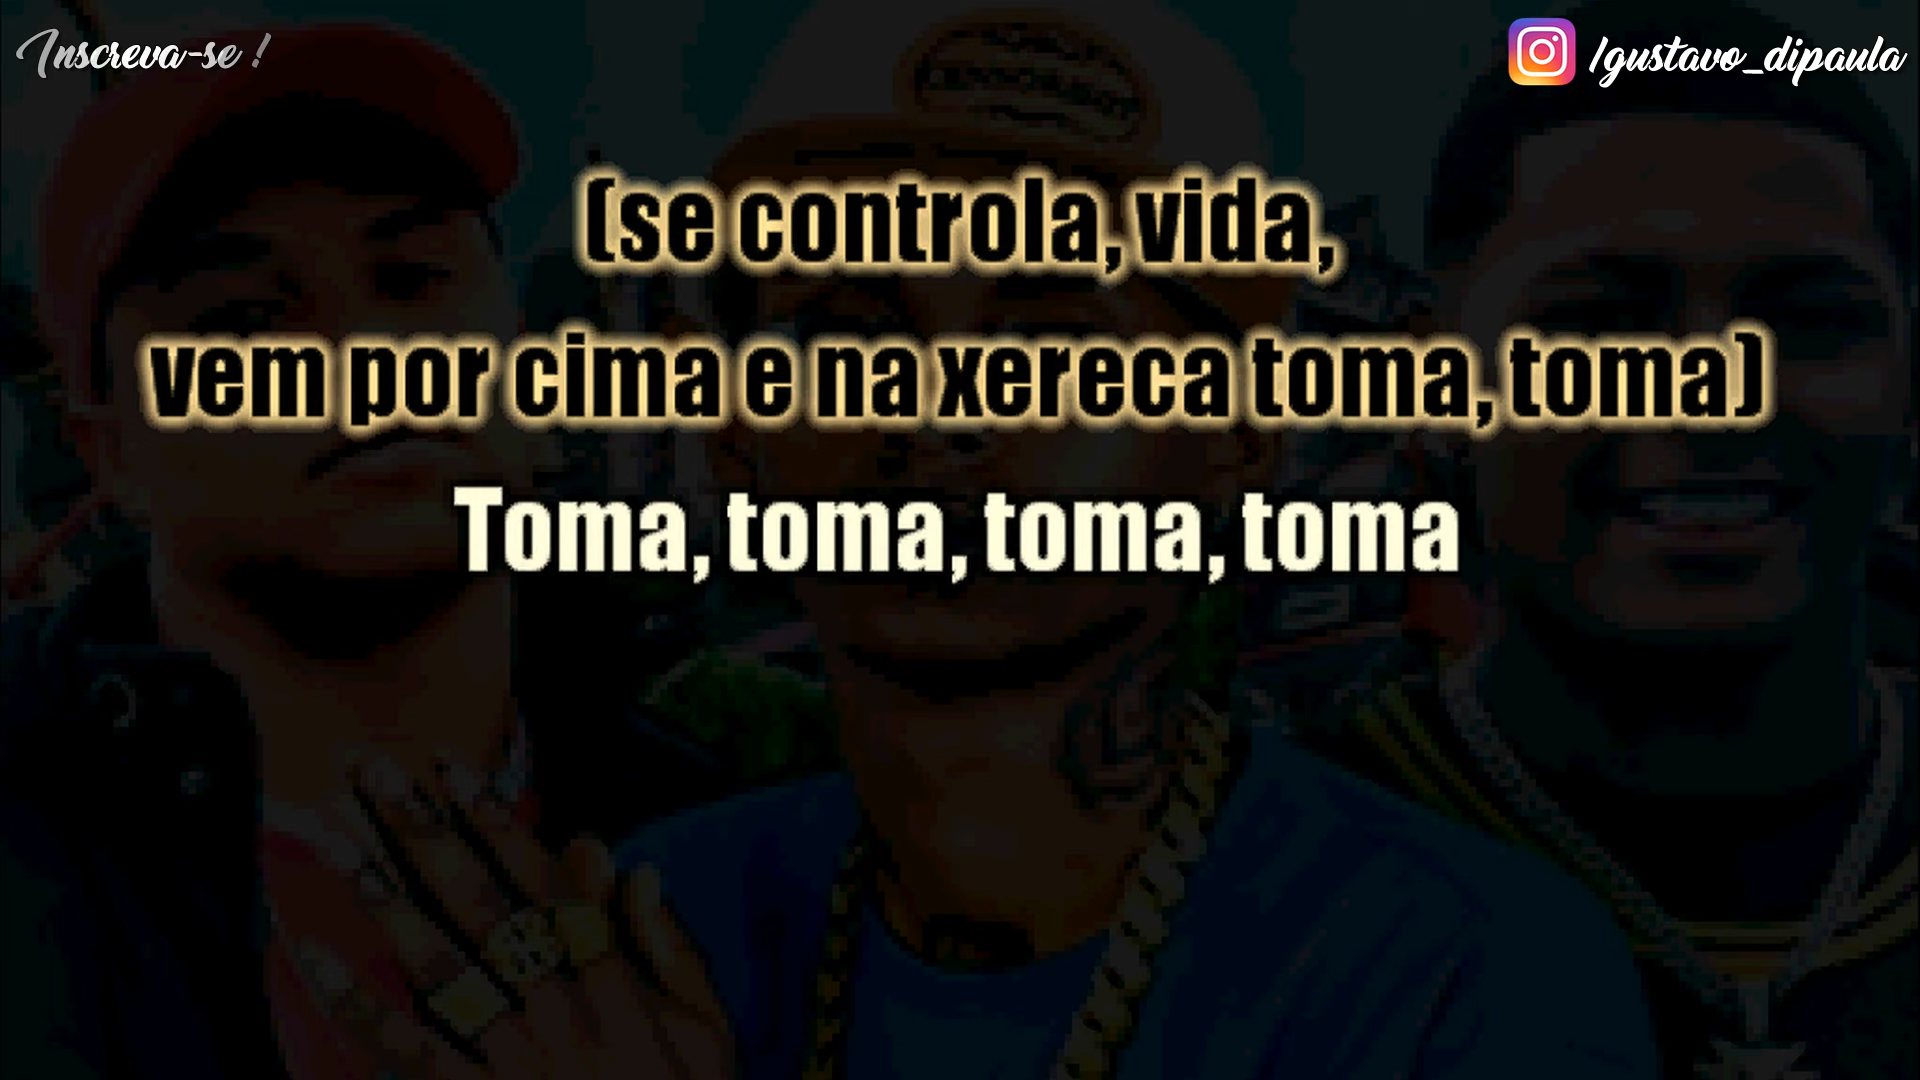 Inscreva-se !
/gustavo_dipaula
(se controla, vida,
vem por cima e na xereca toma, toma)
Toma, toma, toma, toma